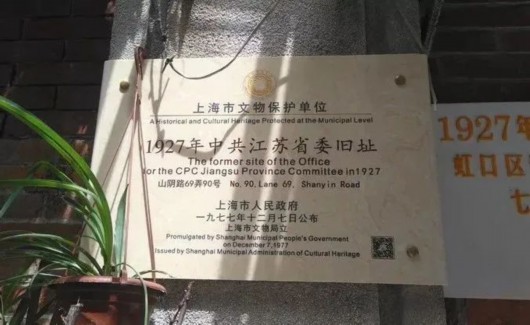 上海市文物保护单位
A Historical and Cultural Heritage Protected at the Municipal Level
1927年中共江苏省委旧址
The former site of the Office
for the CPC Jiangsu Province Committee in 1927
山阴路69弄90号 No. 90, Lane 69, Shanyin Road
上海市人民政府
一九七七年十二月七日公布
上海市文物局立
Promulgated by Shanghai Municipal People's Government
on December 7, 1977
Issued by Shanghai Municipal Administration of Cultural Heritage
1927年
虹口区
七